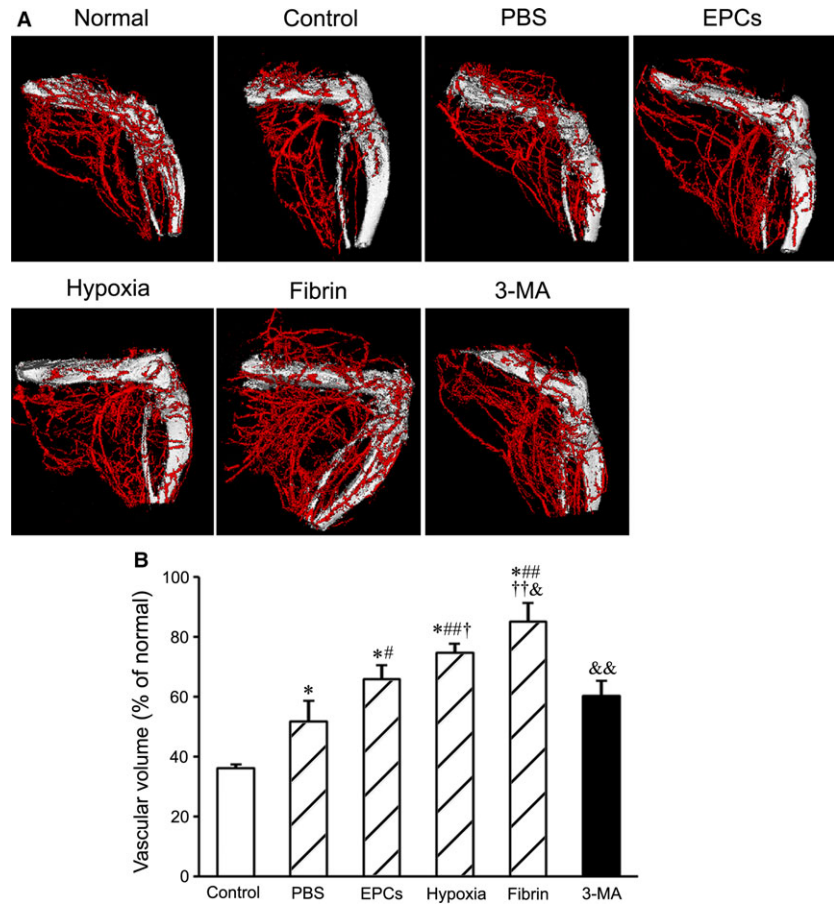 A
Normal Control PBS EPCs
Hypoxia Fibrin 3-MA
B
Vascular volume (% of normal)
100
80
60
40
20
0
*
*#
*##†
*##
††&
&&
Control PBS EPCs Hypoxia Fibrin 3-MA